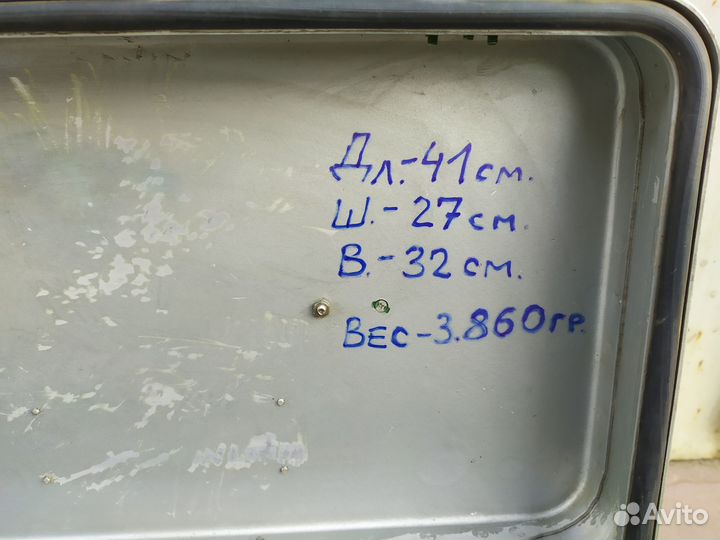 Дл.-41см.
Ш.-27см.
В.-32см.
Вес-3.860гр.
Avito